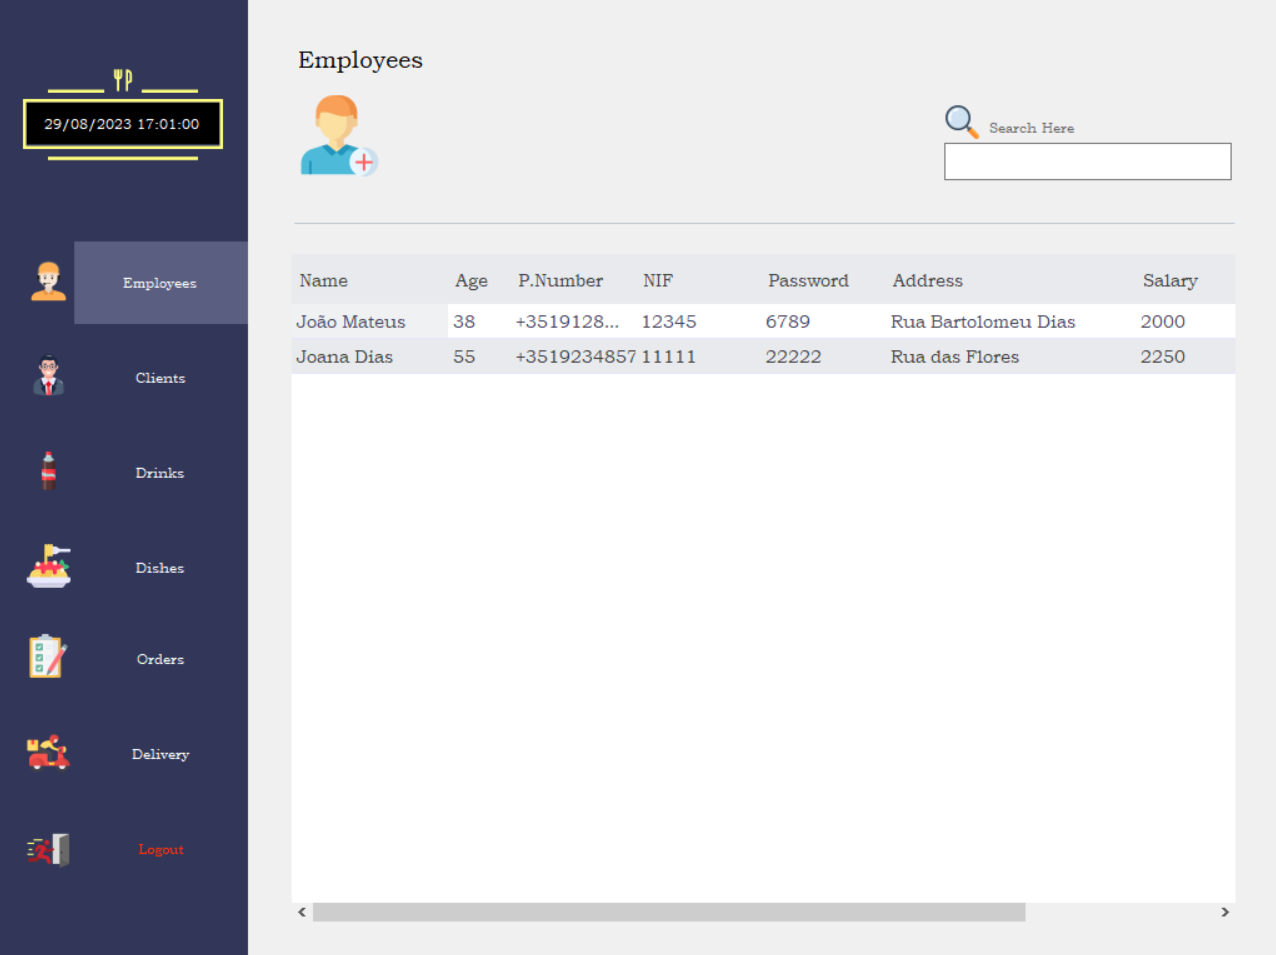 29/08/2023 17:01:00
Employees
Clients
Drinks
Dishes
Orders
Delivery
Logout
Employees
Search Here
Name Age P.Number NIF Password Address Salary
João Mateus 38 +3519128... 12345 6789 Rua Bartolomeu Dias 2000
Joana Dias 55 +3519234857 11111 22222 Rua das Flores 2250